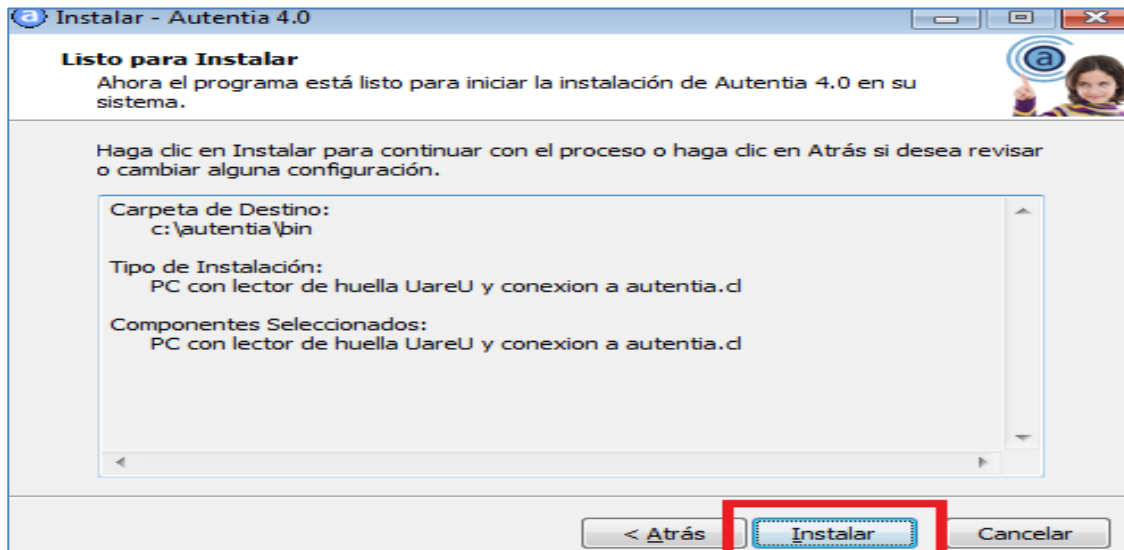 Instalar - Autentia 4.0
Listo para Instalar
Ahora el programa está listo para iniciar la instalación de Autentia 4.0 en su
sistema.
Haga clic en Instalar para continuar con el proceso o haga clic en Atrás si desea revisar
o cambiar alguna configuración.
Carpeta de Destino:
c:\autentia\bin
Tipo de Instalación:
PC con lector de huella UareU y conexion a autentia.cl
Componentes Seleccionados:
PC con lector de huella UareU y conexion a autentia.cl
< Atrás
Instalar
Cancelar